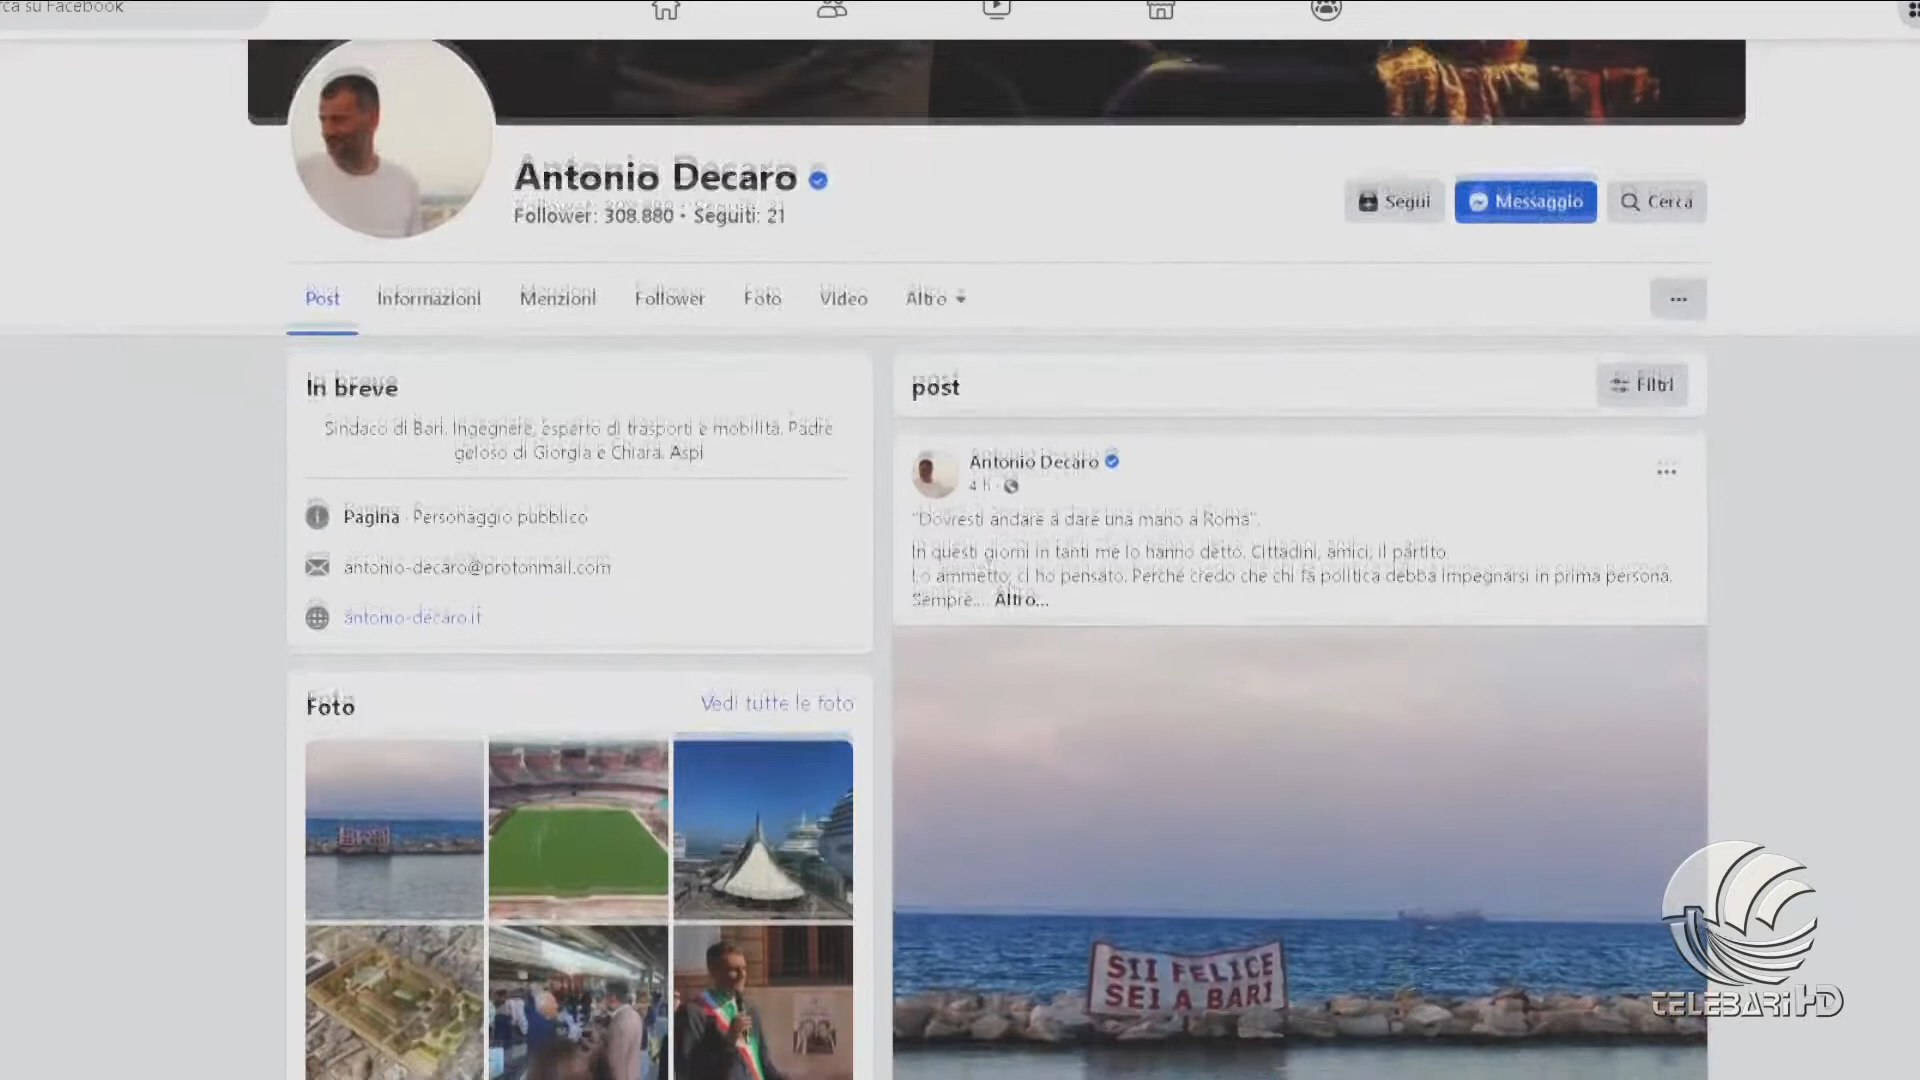 rca su Facebook
Antonio Decaro
Follower: 308.880 · Seguiti: 21
Segui
Messaggio
Cerca
Post
Informazioni
Menzioni
Follower
Foto
Video
Altro
In breve
Sindaco di Bari. Ingegnere, esperto di trasporti e mobilità. Padre
geloso di Giorgia e Chiara. Aspi
Pagina · Personaggio pubblico
antonio-decaro@protonmail.com
antonio-decaro.it
Foto
Vedi tutte le foto
post
Filtri
Antonio Decaro
4 h ·
"Dovresti andare a dare una mano a Roma".
In questi giorni in tanti me lo hanno detto. Cittadini, amici, il partito.
Lo ammetto, ci ho pensato. Perché credo che chi fa politica debba impegnarsi in prima persona.
Sempre.... Altro...
SII FELICE
SEI A BARI
TELEBARI HD